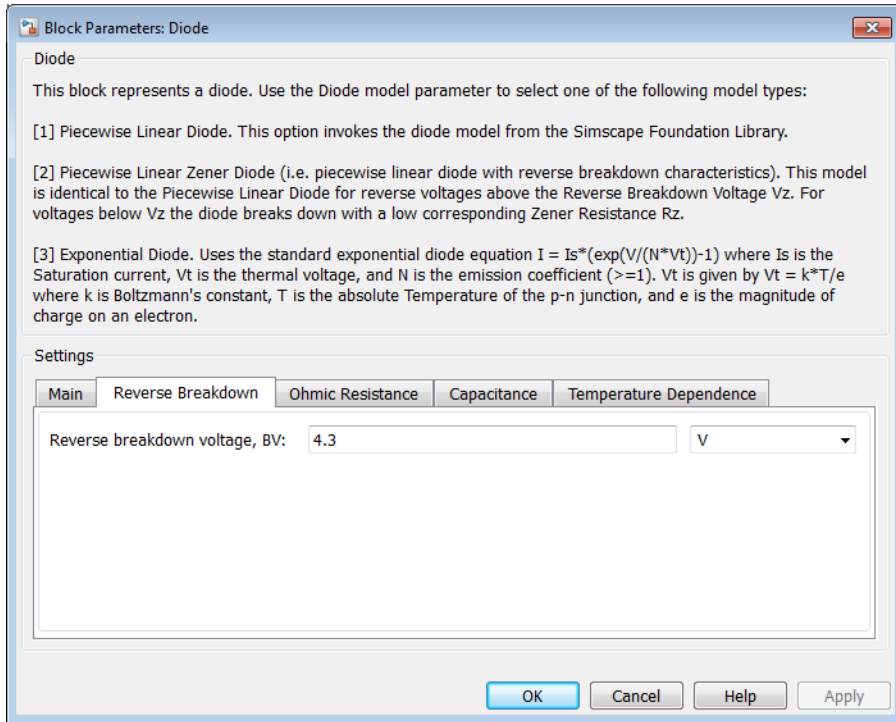 Block Parameters: Diode
Diode
This block represents a diode. Use the Diode model parameter to select one of the following model types:
[1] Piecewise Linear Diode. This option invokes the diode model from the Simscape Foundation Library.
[2] Piecewise Linear Zener Diode (i.e. piecewise linear diode with reverse breakdown characteristics). This model
is identical to the Piecewise Linear Diode for reverse voltages above the Reverse Breakdown Voltage Vz. For
voltages below Vz the diode breaks down with a low corresponding Zener Resistance Rz.
[3] Exponential Diode. Uses the standard exponential diode equation I = Is*(exp(V/(N*Vt))-1) where Is is the
Saturation current, Vt is the thermal voltage, and N is the emission coefficient (>=1). Vt is given by Vt = k*T/e
where k is Boltzmann's constant, T is the absolute Temperature of the p-n junction, and e is the magnitude of
charge on an electron.
Settings
Main Reverse Breakdown Ohmic Resistance Capacitance Temperature Dependence
Reverse breakdown voltage, BV: 4.3 V
OK Cancel Help Apply